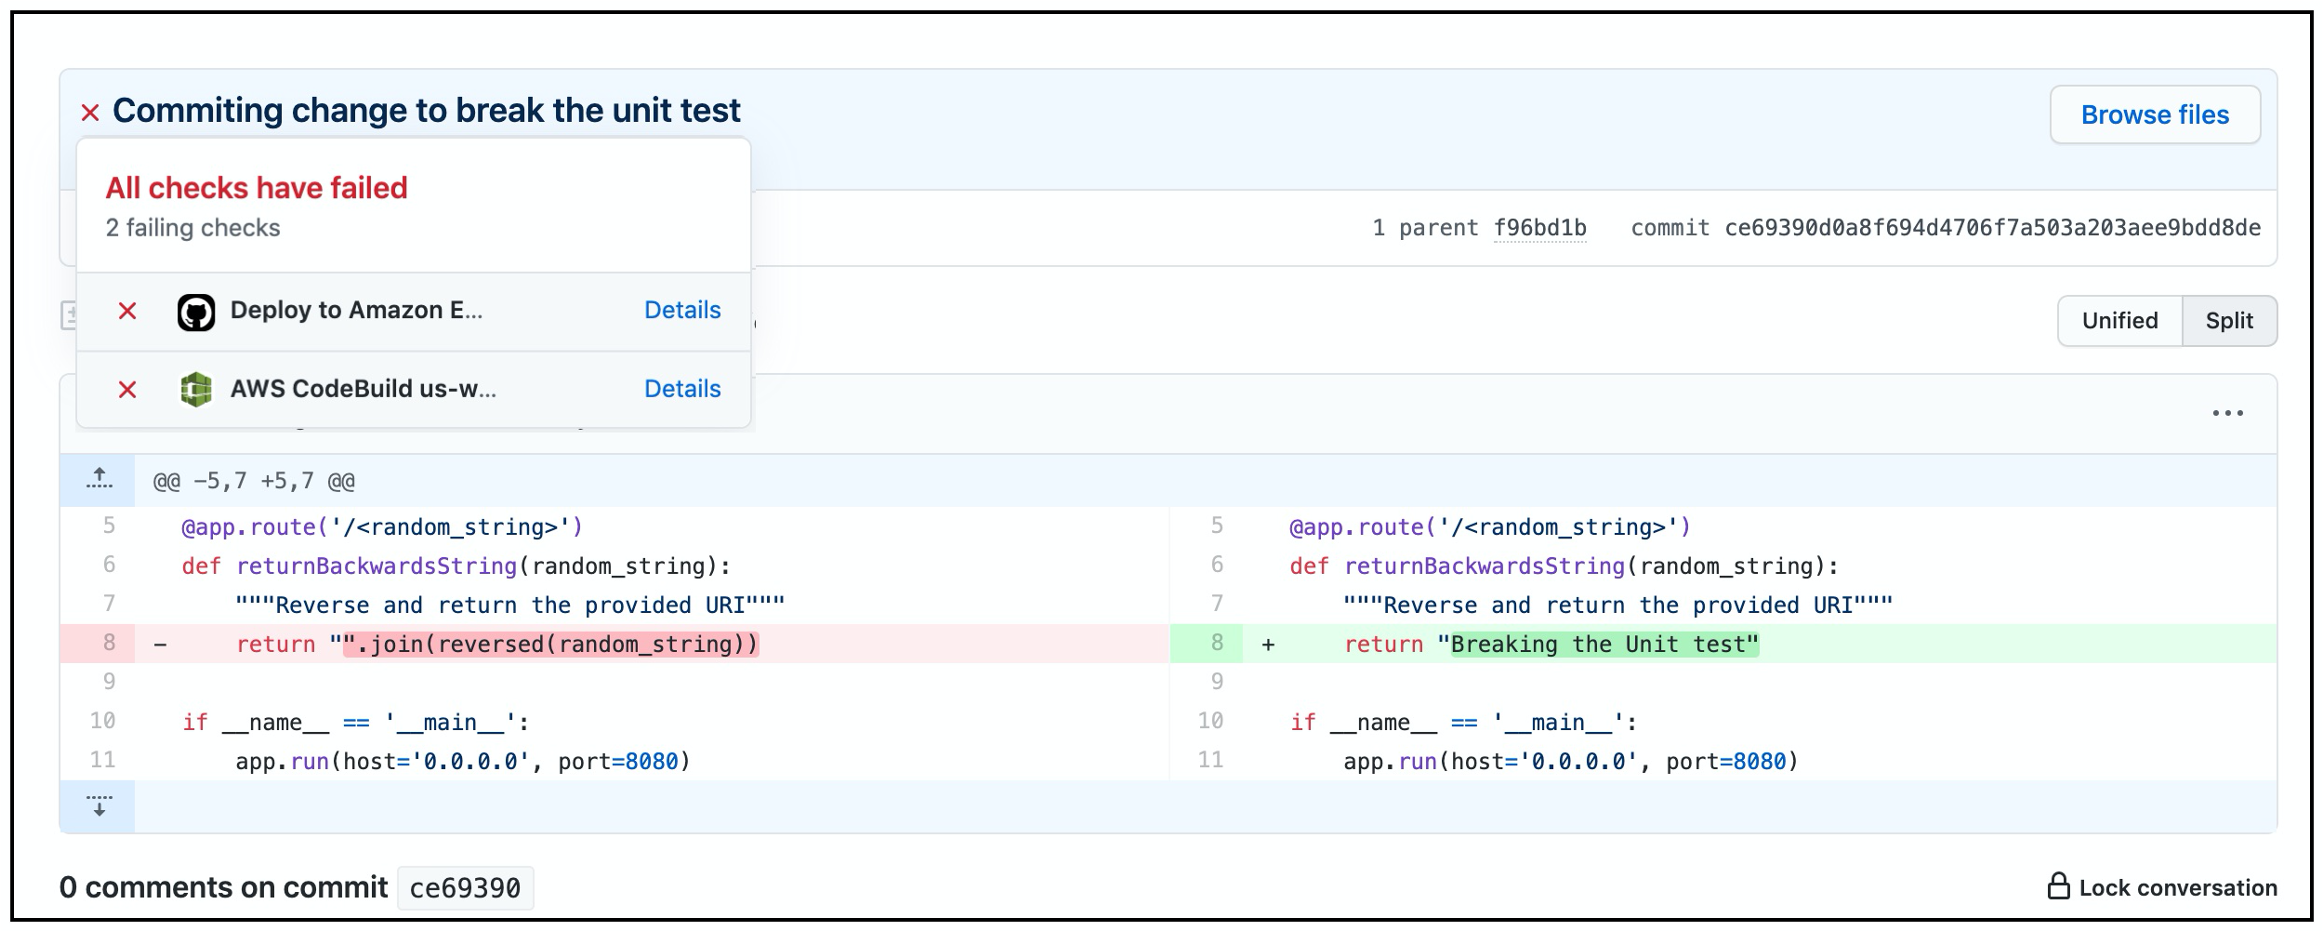 × Commiting change to break the unit test
Browse files
All checks have failed
2 failing checks
1 parent f96bd1b commit ce69390d0a8f694d4706f7a503a203aee9bdd8de
Deploy to Amazon E... Details
Unified Split
AWS CodeBuild us-w... Details
@@ -5,7 +5,7 @@
5 @app.route('/<random_string>')
6 def returnBackwardsString(random_string):
7 """Reverse and return the provided URI"""
8 - return "".join(reversed(random_string))
9
10 if __name__ == '__main__':
11 app.run(host='0.0.0.0', port=8080)
5 @app.route('/<random_string>')
6 def returnBackwardsString(random_string):
7 """Reverse and return the provided URI"""
8 + return "Breaking the Unit test"
9
10 if __name__ == '__main__':
11 app.run(host='0.0.0.0', port=8080)
0 comments on commit ce69390
Lock conversation